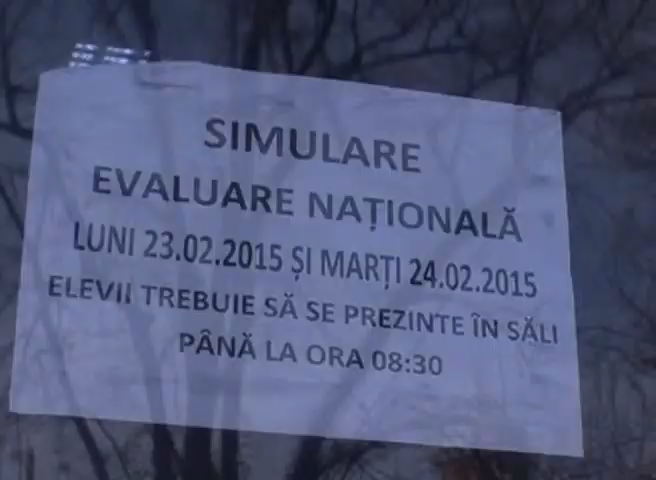 SIMULARE
EVALUARE NAȚIONALĂ
LUNI 23.02.2015 ȘI MARȚI 24.02.2015
ELEVII TREBUIE SĂ SE PREZINTE ÎN SĂLI
PÂNĂ LA ORA 08:30